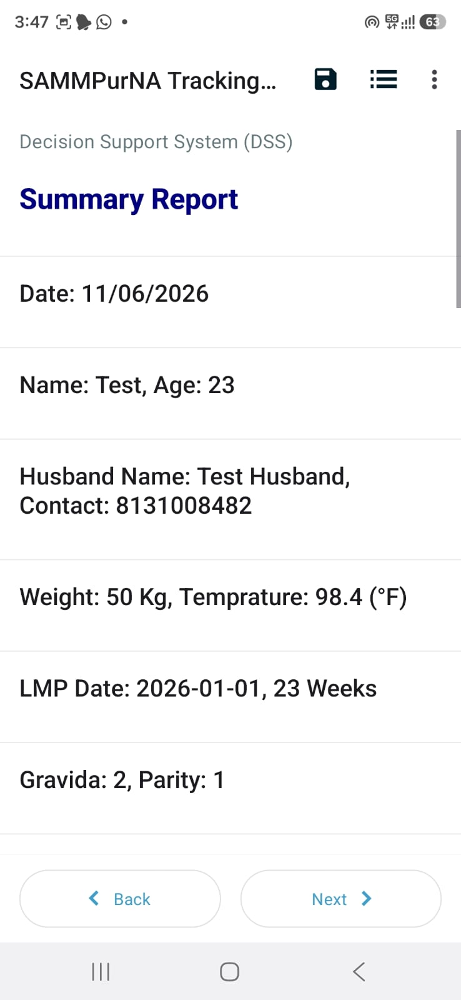 3:47
5G
63
SAMMPurNA Tracking...
Decision Support System (DSS)
Summary Report
Date: 11/06/2026
Name: Test, Age: 23
Husband Name: Test Husband,
Contact: 8131008482
Weight: 50 Kg, Temprature: 98.4 (°F)
LMP Date: 2026-01-01, 23 Weeks
Gravida: 2, Parity: 1
Back
Next